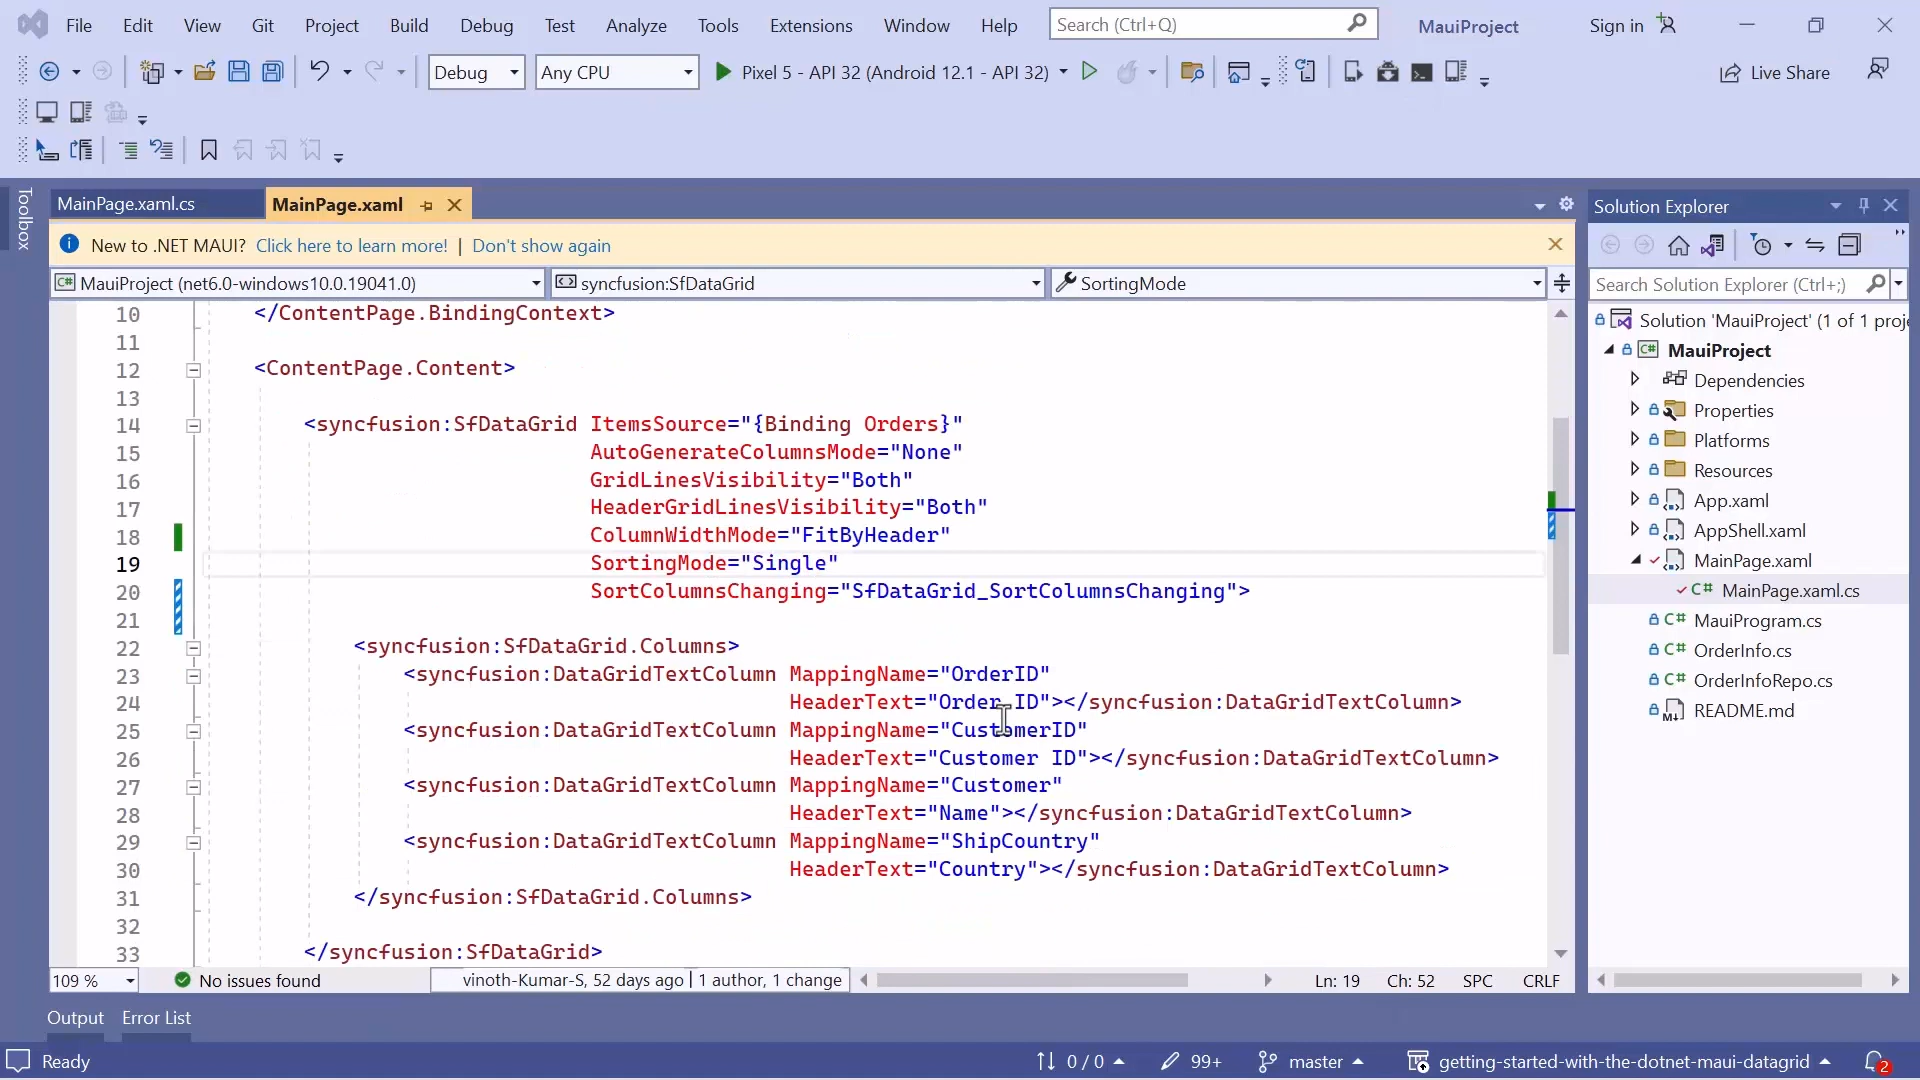 File Edit View Git Project Build Debug Test Analyze Tools Extensions Window Help Search (Ctrl+Q) MauiProject Sign in
Debug Any CPU Pixel 5 - API 32 (Android 12.1 - API 32) Live Share
Toolbox
MainPage.xaml.cs MainPage.xaml
New to .NET MAUI? Click here to learn more! | Don't show again
MauiProject (net6.0-windows10.0.19041.0) syncfusion:SfDataGrid SortingMode
10 </ContentPage.BindingContext>
11
12 <ContentPage.Content>
13
14 <syncfusion:SfDataGrid ItemsSource="{Binding Orders}"
15 AutoGenerateColumnsMode="None"
16 GridLinesVisibility="Both"
17 HeaderGridLinesVisibility="Both"
18 ColumnWidthMode="FitByHeader"
19 SortingMode="Single"
20 SortColumnsChanging="SfDataGrid_SortColumnsChanging">
21
22 <syncfusion:SfDataGrid.Columns>
23 <syncfusion:DataGridTextColumn MappingName="OrderID"
24 HeaderText="Order ID"></syncfusion:DataGridTextColumn>
25 <syncfusion:DataGridTextColumn MappingName="CustomerID"
26 HeaderText="Customer ID"></syncfusion:DataGridTextColumn>
27 <syncfusion:DataGridTextColumn MappingName="Customer"
28 HeaderText="Name"></syncfusion:DataGridTextColumn>
29 <syncfusion:DataGridTextColumn MappingName="ShipCountry"
30 HeaderText="Country"></syncfusion:DataGridTextColumn>
31 </syncfusion:SfDataGrid.Columns>
32
33 </syncfusion:SfDataGrid>
109 % No issues found vinoth-Kumar-S, 52 days ago | 1 author, 1 change Ln: 19 Ch: 52 SPC CRLF
Solution Explorer
Search Solution Explorer (Ctrl+;)
Solution 'MauiProject' (1 of 1 proje
MauiProject
Dependencies
Properties
Platforms
Resources
App.xaml
AppShell.xaml
MainPage.xaml
C# MainPage.xaml.cs
C# MauiProgram.cs
C# OrderInfo.cs
C# OrderInfoRepo.cs
README.md
Output Error List
Ready 0 / 0 99+ master getting-started-with-the-dotnet-maui-datagrid 2